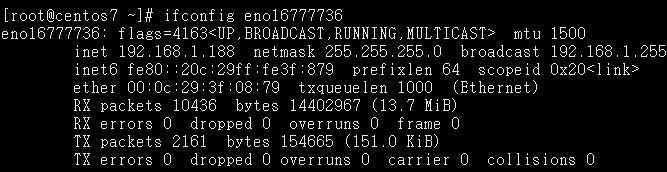 [root@centos7 ~]# ifconfig eno16777736
eno16777736: flags=4163<UP,BROADCAST,RUNNING,MULTICAST>  mtu 1500
        inet 192.168.1.188  netmask 255.255.255.0  broadcast 192.168.1.255
        inet6 fe80::20c:29ff:fe3f:879  prefixlen 64  scopeid 0x20<link>
        ether 00:0c:29:3f:08:79  txqueuelen 1000  (Ethernet)
        RX packets 10436  bytes 14402967 (13.7 MiB)
        RX errors 0  dropped 0  overruns 0  frame 0
        TX packets 2161  bytes 154665 (151.0 KiB)
        TX errors 0  dropped 0 overruns 0  carrier 0  collisions 0